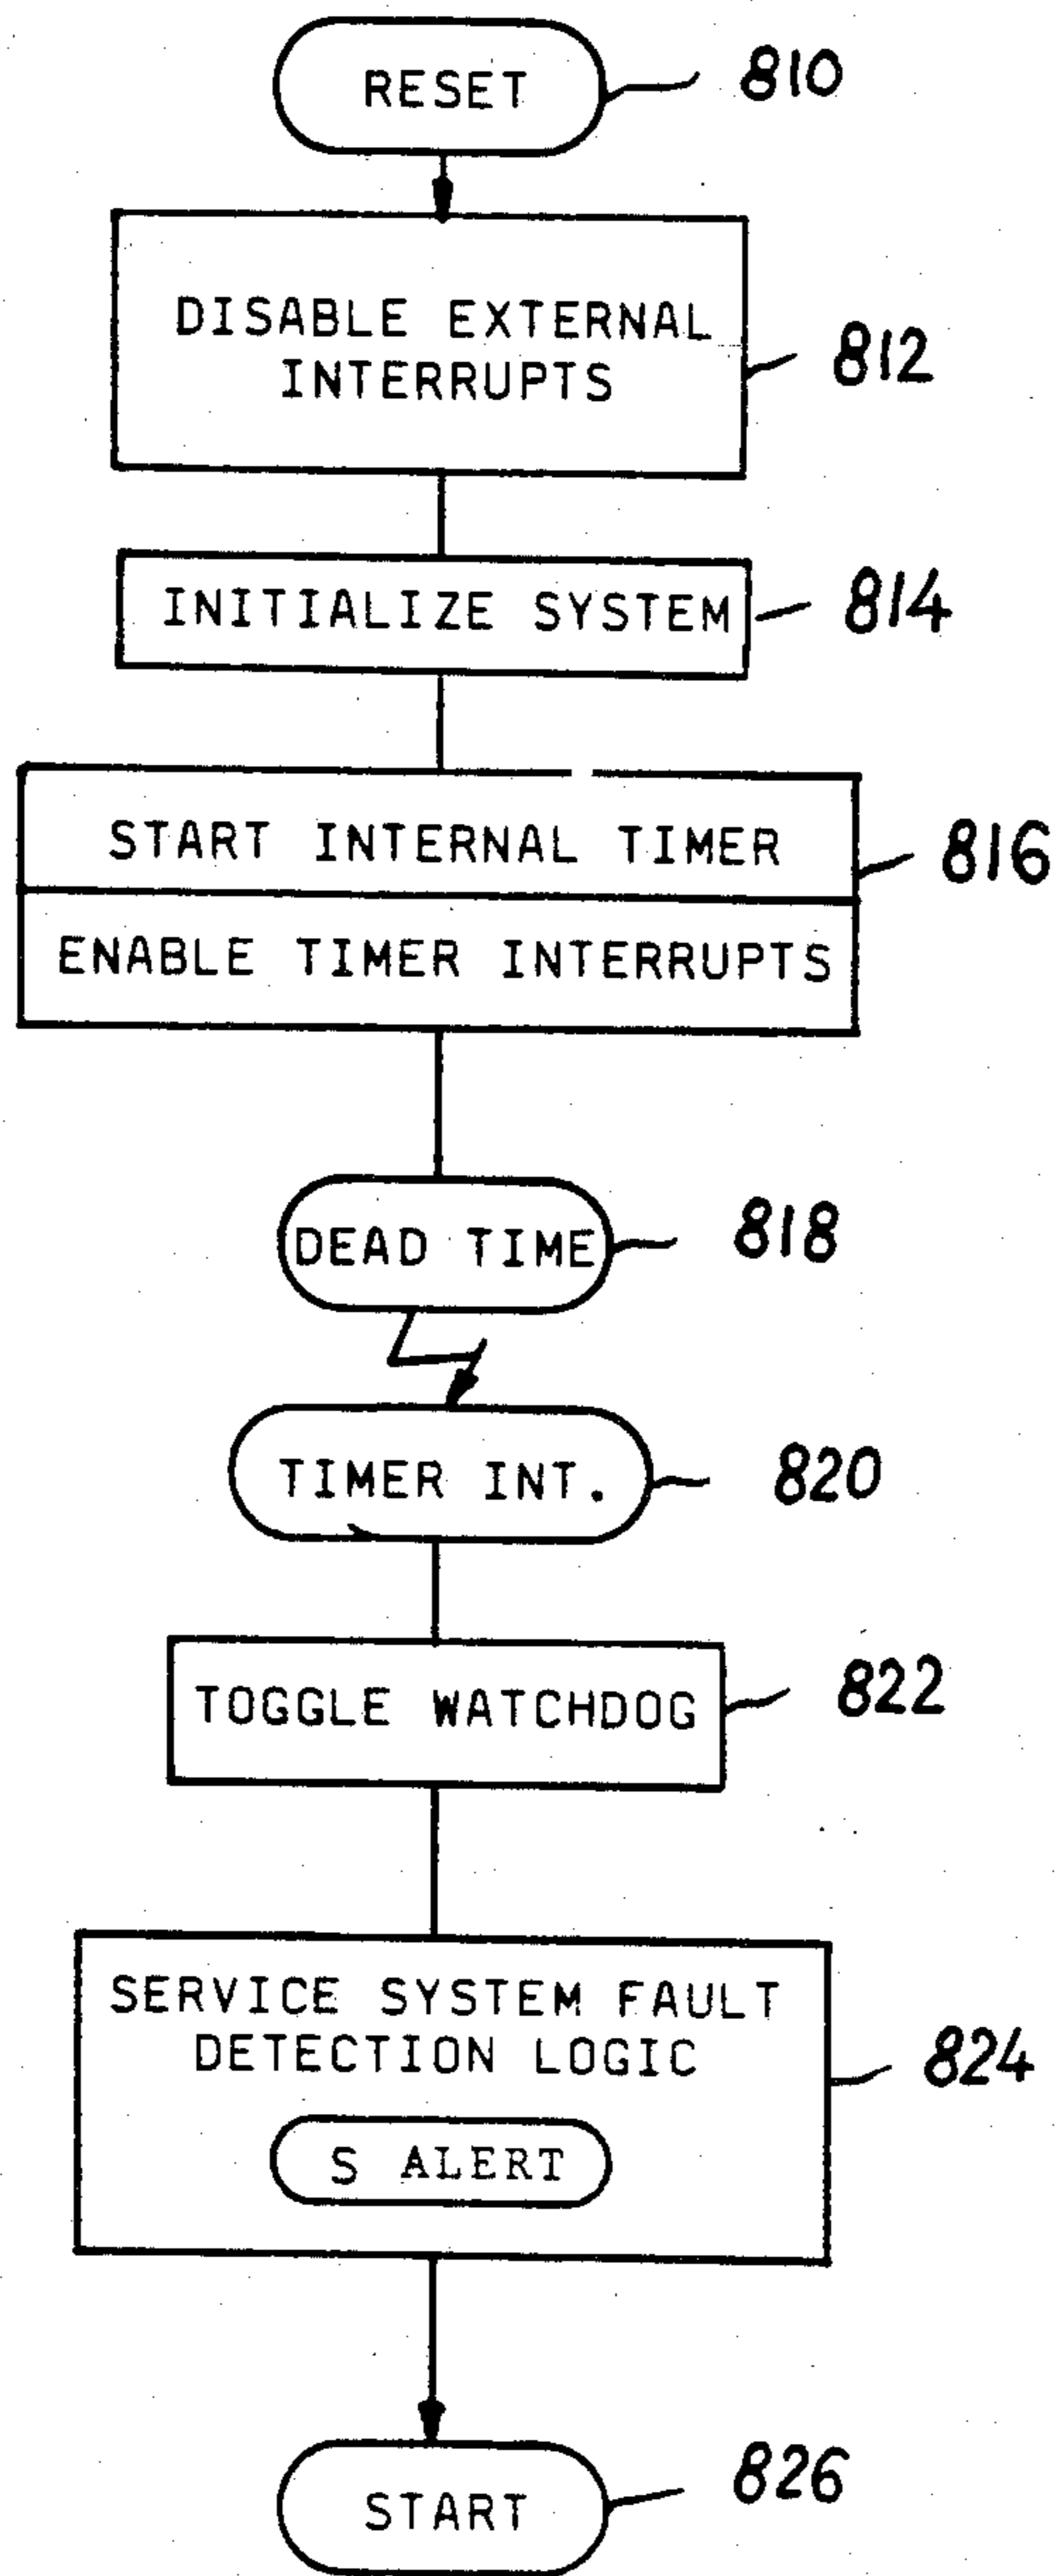 RESET 810
DISABLE EXTERNAL
INTERRUPTS
812
INITIALIZE SYSTEM 814
START INTERNAL TIMER 816
ENABLE TIMER INTERRUPTS
DEAD TIME 818
TIMER INT. 820
TOGGLE WATCHDOG 822
SERVICE SYSTEM FAULT
DETECTION LOGIC
824
S ALERT
START 826